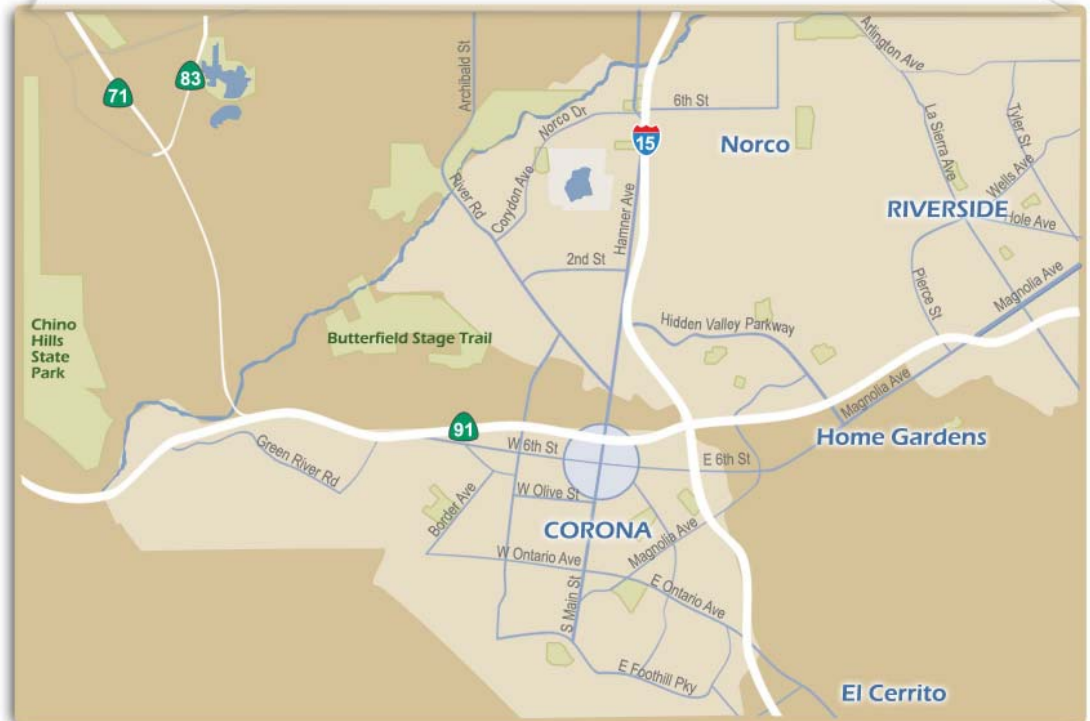 Archibald St
Arlington Ave
83
71
6th St
La Sierra Ave
Tyler St
Norco Dr
15
Norco
Wells Ave
River Rd
Corydon Ave
Hamner Ave
RIVERSIDE
Hole Ave
2nd St
Pierce St
Magnolia Ave
Chino
Hills
State
Park
Butterfield Stage Trail
Hidden Valley Parkway
Magnolia Ave
91
W 6th St
Home Gardens
Green River Rd
E 6th St
Border Ave
W Olive St
CORONA
Magnolia Ave
W Ontario Ave
E Ontario Ave
S Main St
E Foothill Pky
El Cerrito